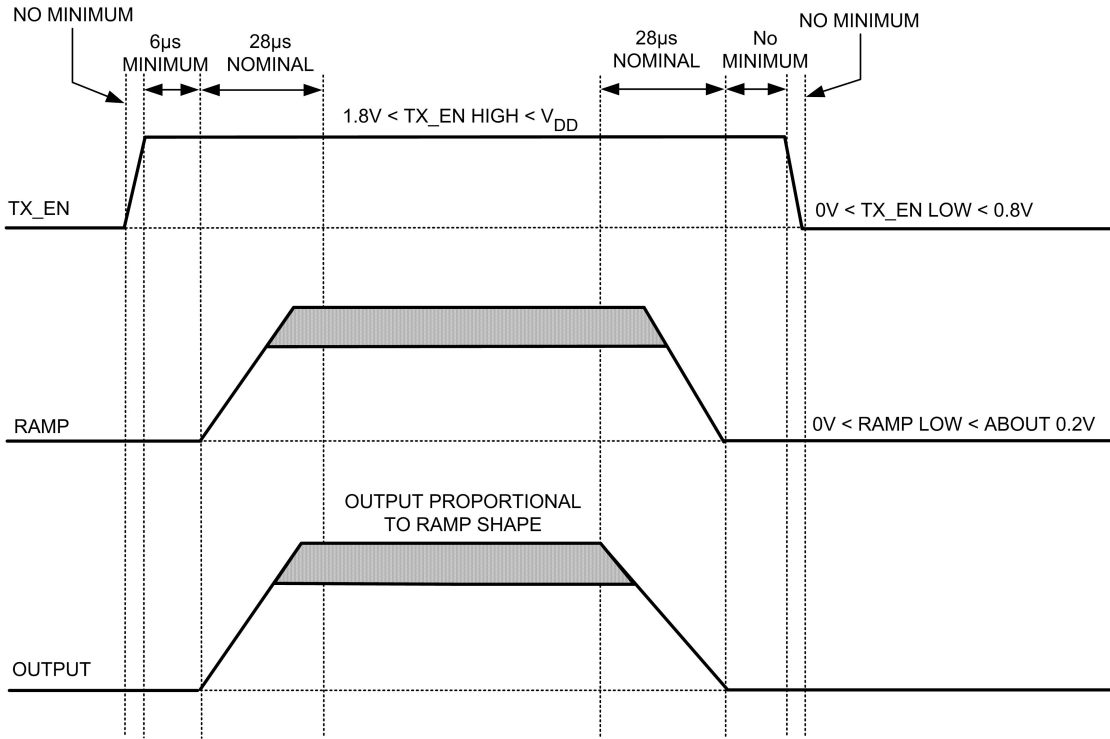 NO MINIMUM
6µs
MINIMUM
28µs
NOMINAL
28µs
NOMINAL
No
MINIMUM
NO MINIMUM
1.8V < TX_EN HIGH < VDD
TX_EN
0V < TX_EN LOW < 0.8V
RAMP
0V < RAMP LOW < ABOUT 0.2V
OUTPUT PROPORTIONAL
TO RAMP SHAPE
OUTPUT